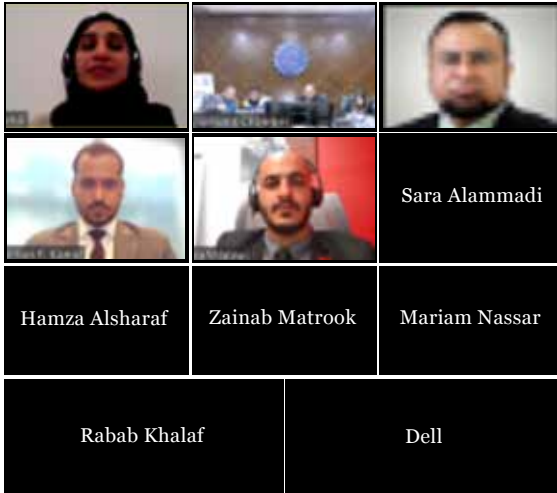 Sara Alammadi
Hamza Alsharaf
Zainab Matrook
Mariam Nassar
Rabab Khalaf
Dell